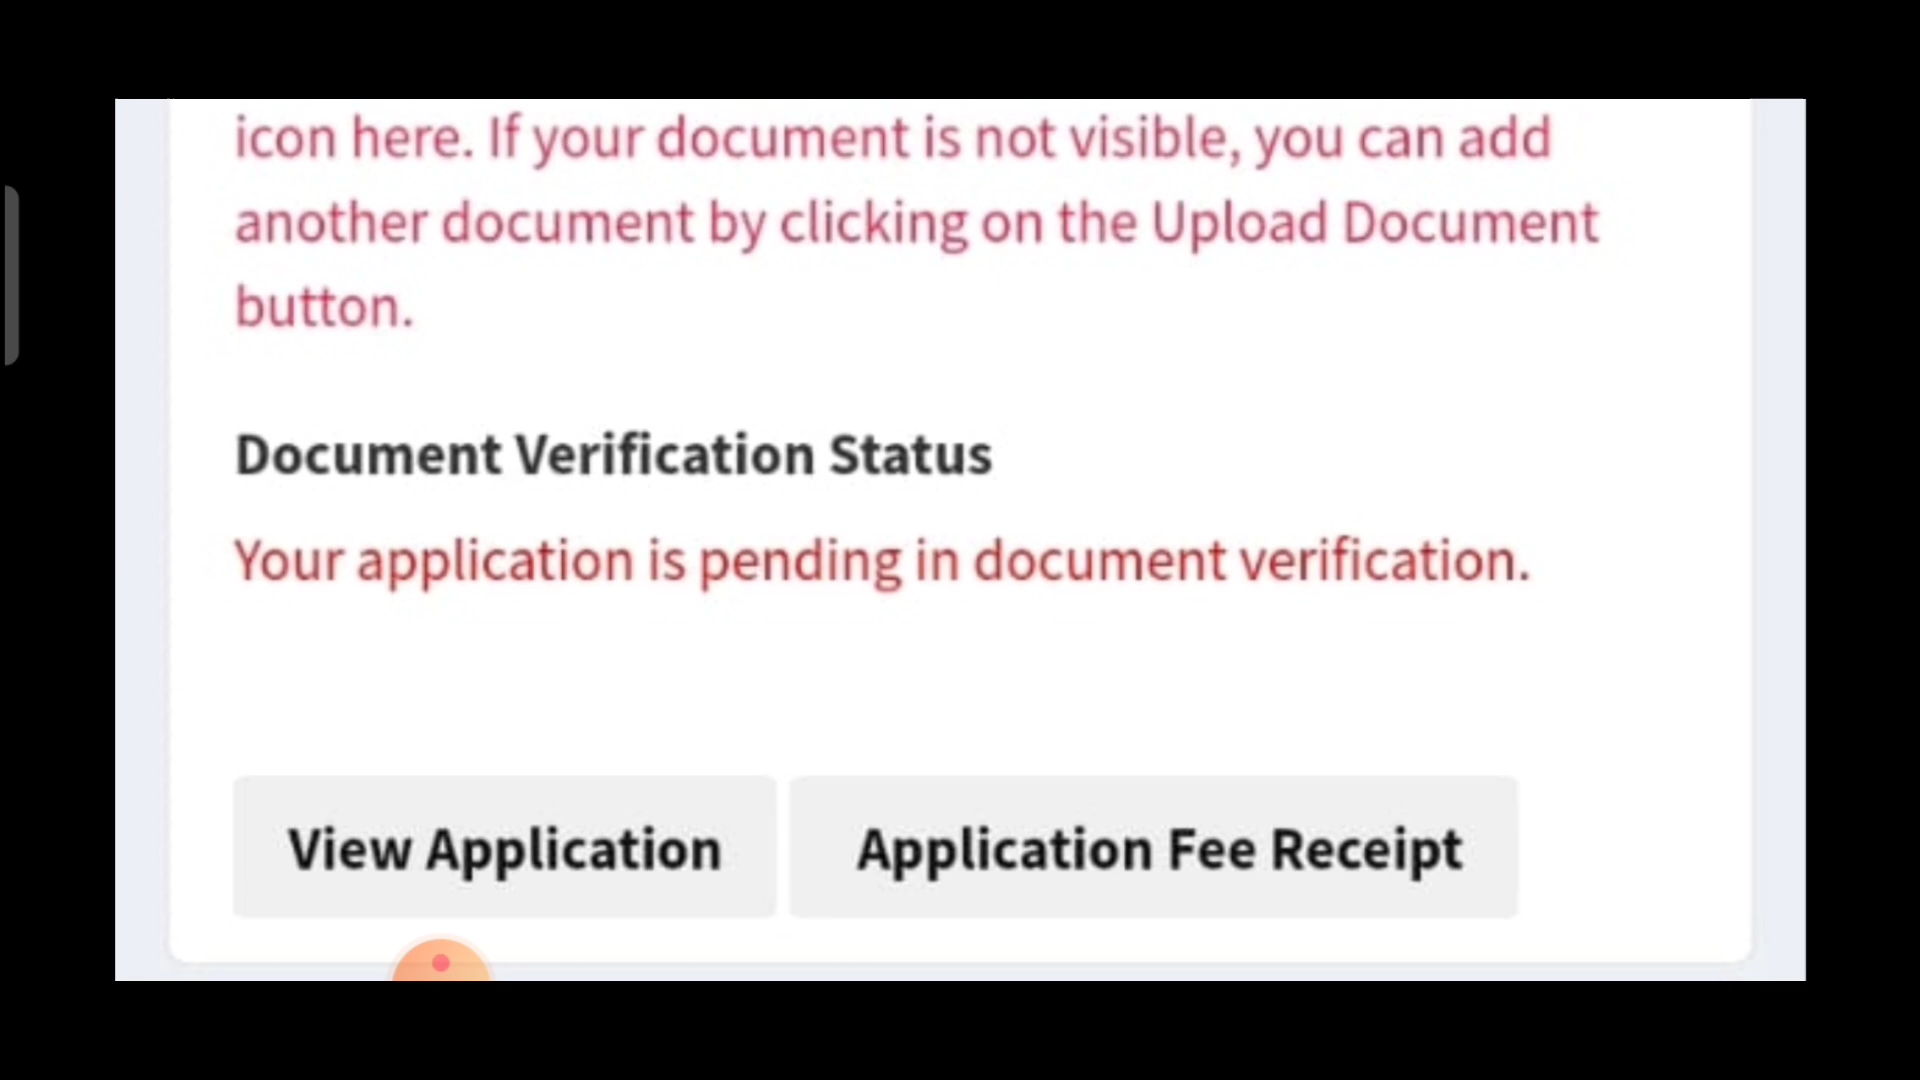 icon here. If your document is not visible, you can add
another document by clicking on the Upload Document
button.
Document Verification Status
Your application is pending in document verification.
View Application
Application Fee Receipt